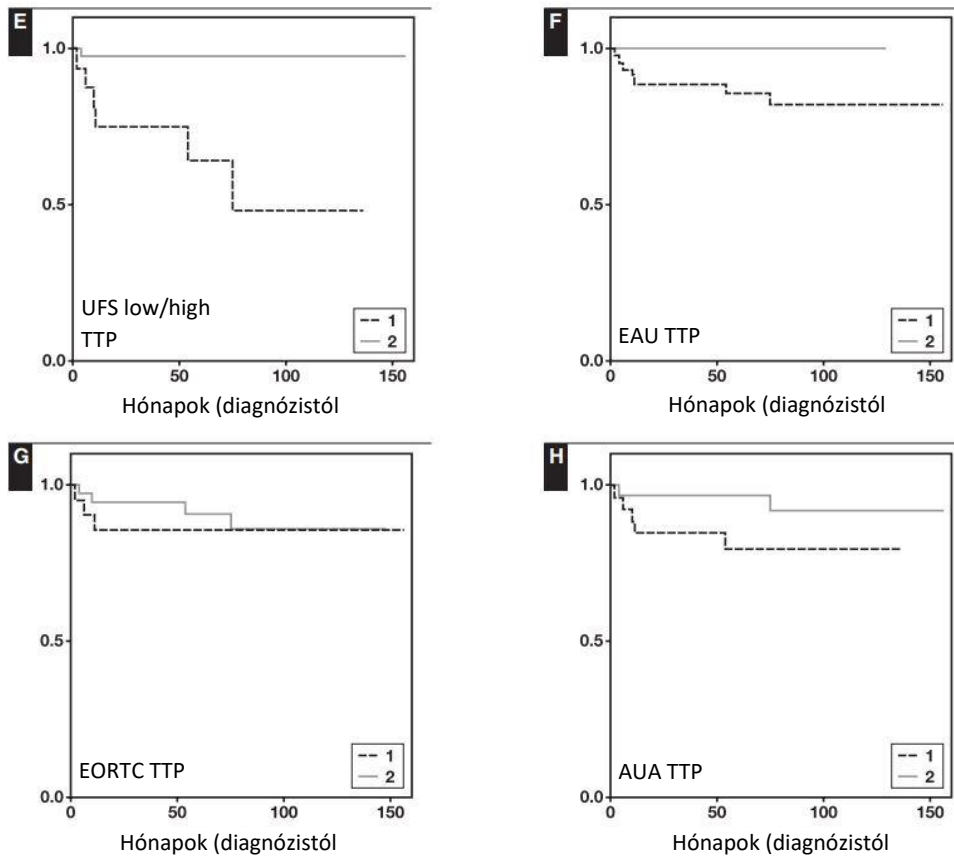 E
1.0
0.5
UFS low/high
TTP
1
2
0.0
0 50 100 150
Hónapok (diagnózistól
F
1.0
0.5
EAU TTP
1
2
0.0
0 50 100 150
Hónapok (diagnózistól
G
1.0
0.5
EORTC TTP
1
2
0.0
0 50 100 150
Hónapok (diagnózistól
H
1.0
0.5
AUA TTP
1
2
0.0
0 50 100 150
Hónapok (diagnózistól